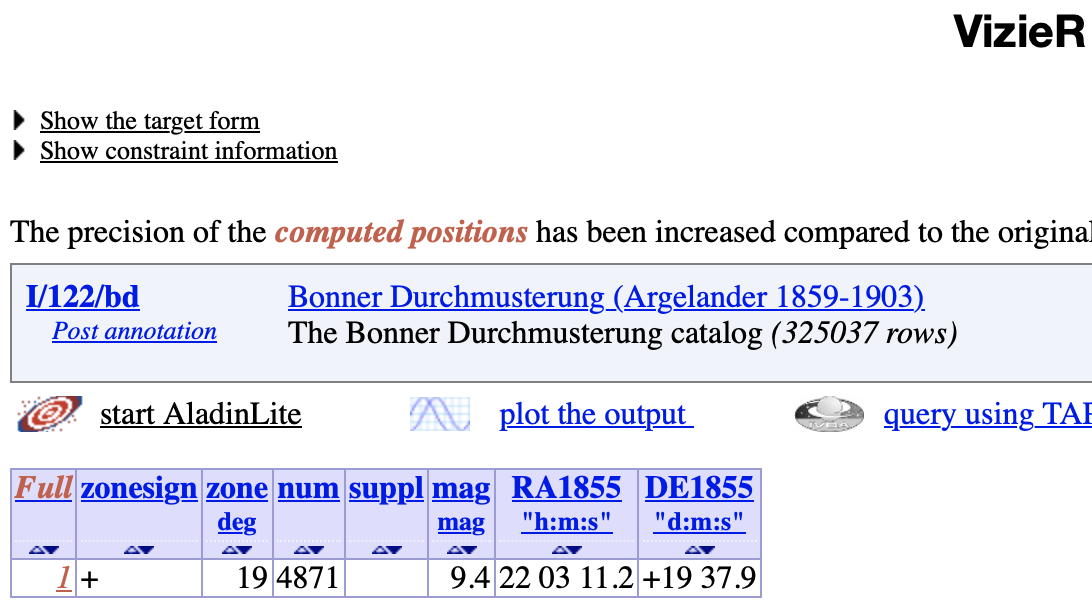 VizieR
Show the target form
Show constraint information
The precision of the computed positions has been increased compared to the original
I/122/bd Bonner Durchmusterung (Argelander 1859-1903)
Post annotation The Bonner Durchmusterung catalog (325037 rows)
start AladinLite plot the output query using TAP
Full zonesign zone num suppl mag RA1855 DE1855
deg mag "h:m:s" "d:m:s"
1 + 19 4871 9.4 22 03 11.2 +19 37.9